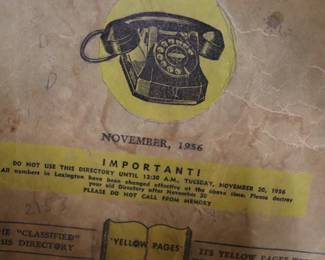 NOVEMBER, 1956
IMPORTANT!
DO NOT USE THIS DIRECTORY UNTIL 12:30 A.M., TUESDAY, NOVEMBER 20, 1956
All numbers in Lexington have been changed effective at the above time. Please destroy
your old Directory after November 20
PLEASE DO NOT CALL FROM MEMORY
THE "CLASSIFIED"
THIS DIRECTORY
"YELLOW PAGES"
ITS YELLOW PAGES